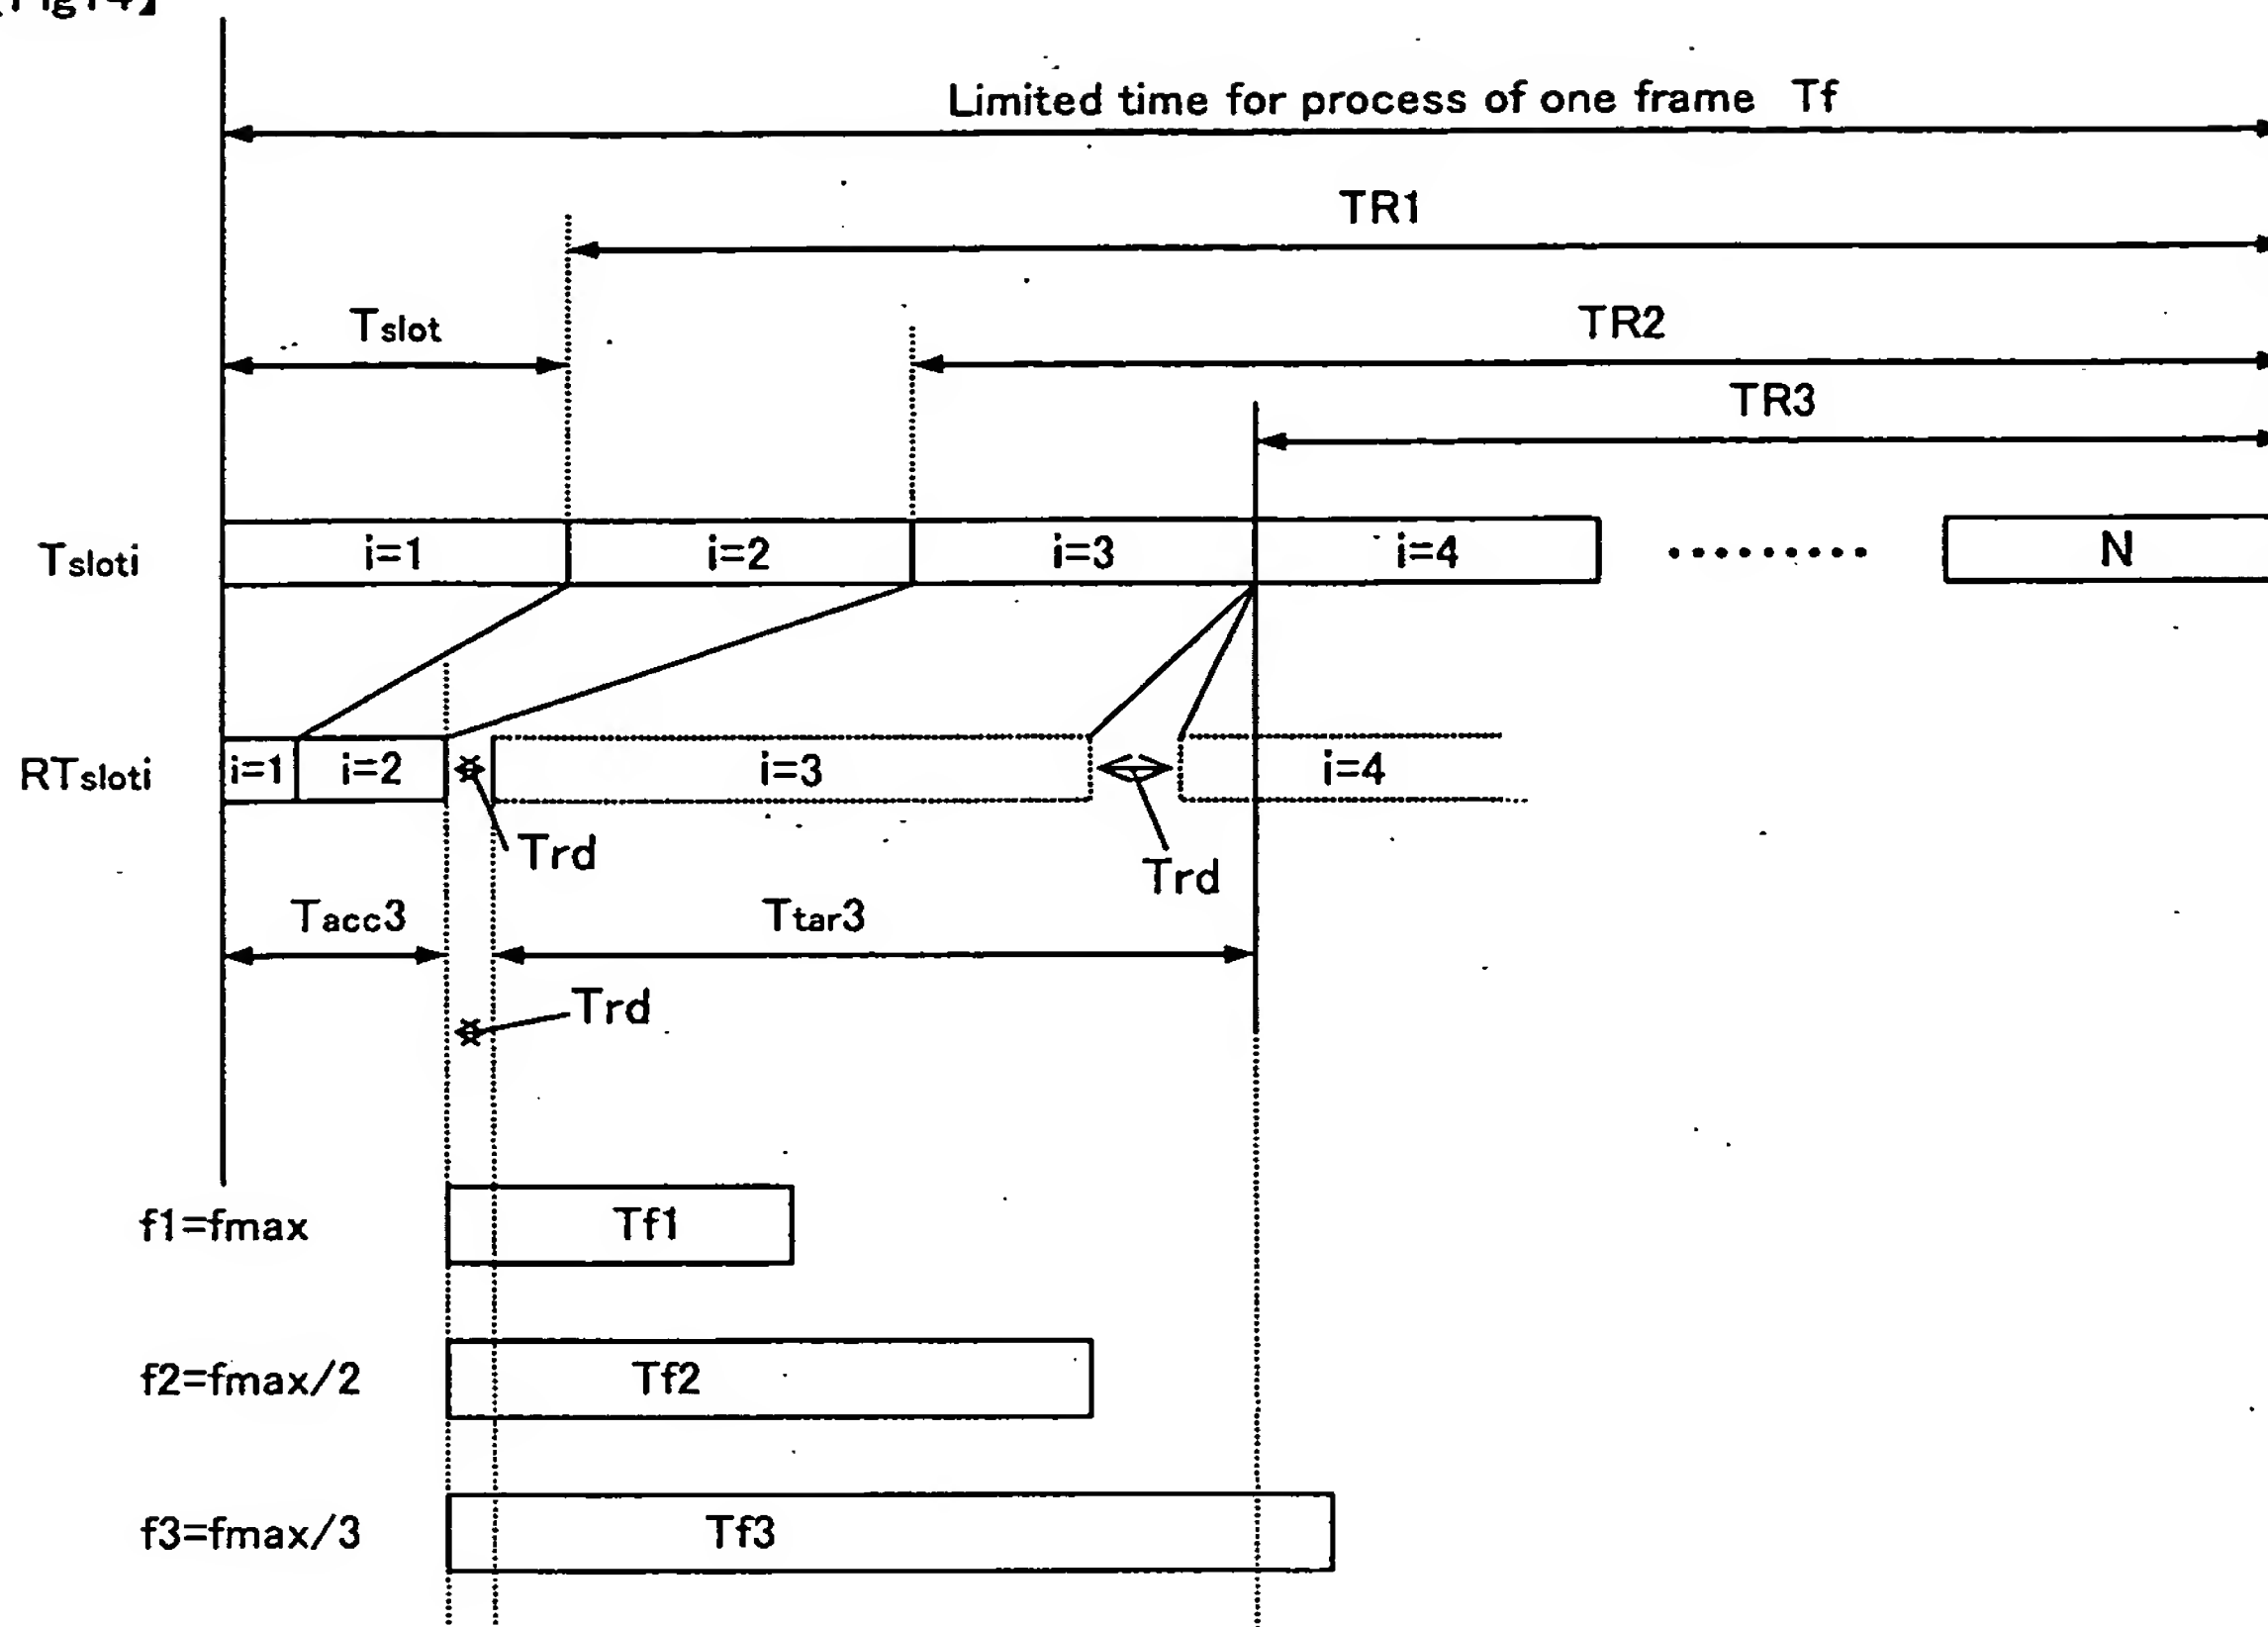 Fig14】
Limited time for process of one frame Tf
TR1
Tslot
TR2
TR3
Tsloti
i=1
i=2
i=3
i=4
.........
N
RTsloti
i=1
i=2
i=3
i=4
Trd
Trd
Tacc3
Ttar3
Trd
f1=fmax
Tf1
f2=fmax/2
Tf2
f3=fmax/3
Tf3